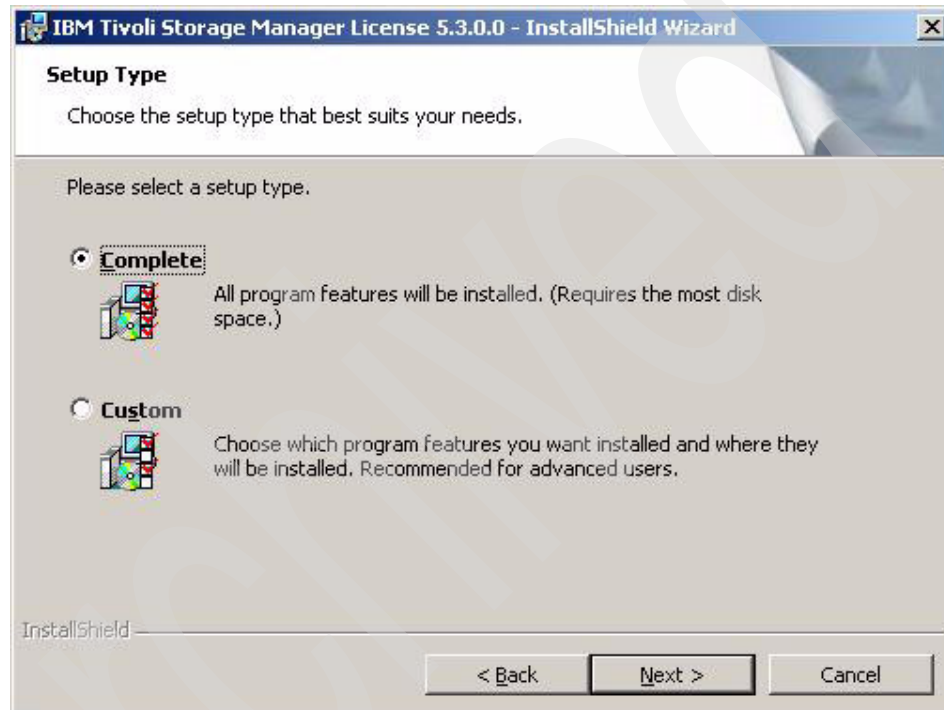 IBM Tivoli Storage Manager License 5.3.0.0 - InstallShield Wizard
Setup Type
Choose the setup type that best suits your needs.
Please select a setup type.
Complete
All program features will be installed. (Requires the most disk
space.)
Custom
Choose which program features you want installed and where they
will be installed. Recommended for advanced users.
InstallShield
< Back
Next >
Cancel